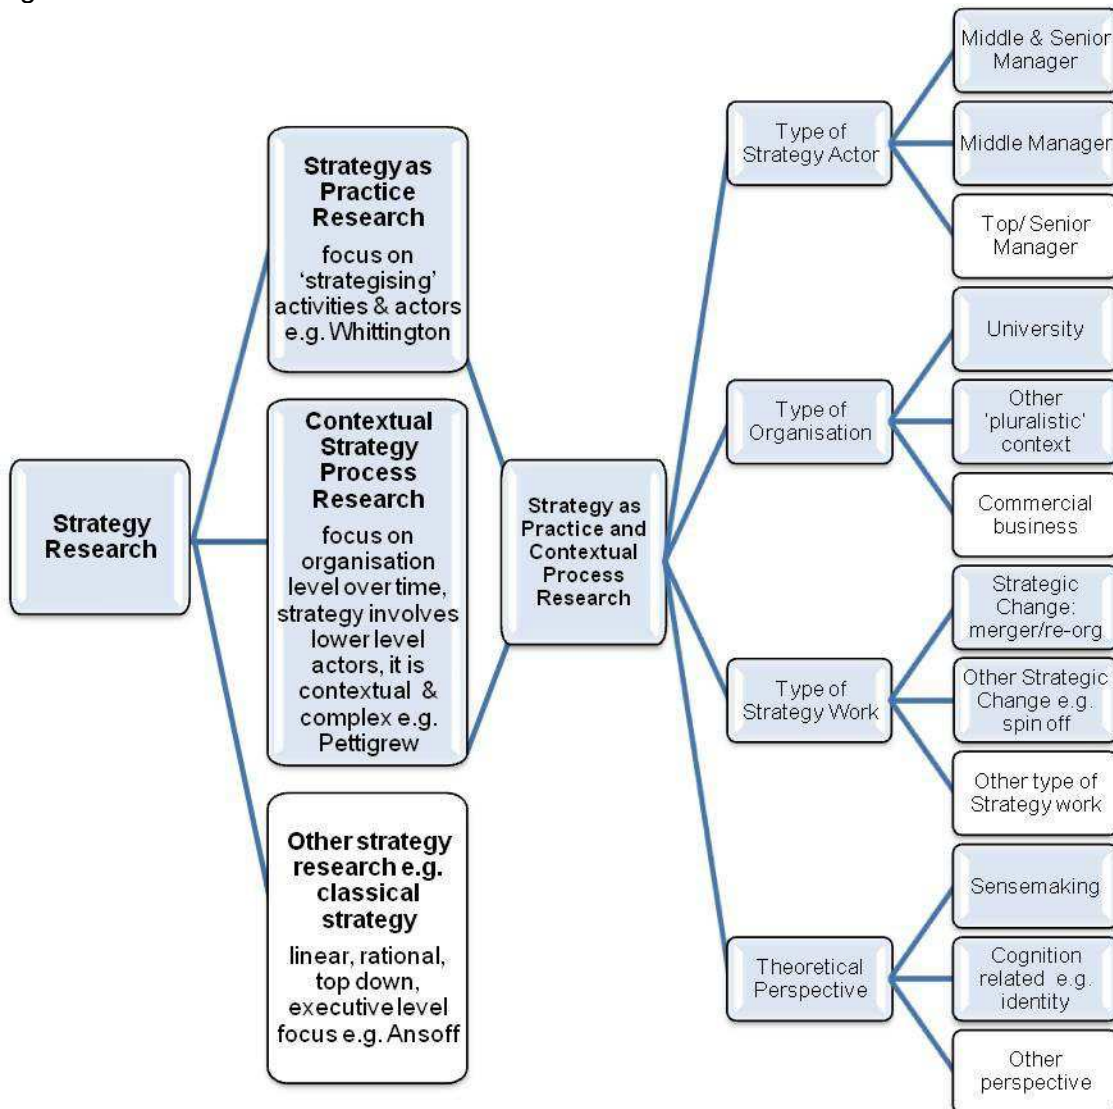 Strategy
Research
Strategy as
Practice
Research
focus on
‘strategising’
activities & actors
e.g. Whittington
Contextual
Strategy
Process
Research
focus on
organisation
level over time,
strategy involves
lower level
actors, it is
contextual & 
complex e.g.
Pettigrew
Other strategy
research e.g.
classical
strategy
linear, rational,
top down,
executive level
focus e.g. Ansoff
Strategy as
Practice and
Contextual
Process
Research
Type of
Strategy Actor
Middle & Senior
Manager
Middle Manager
Top/ Senior
Manager
Type of
Organisation
University
Other
‘pluralistic’
context
Commercial
business
Type of
Strategy Work
Strategic
Change:
merger/re-org
Other Strategic
Change e.g.
spin off
Other type of
Strategy work
Theoretical
Perspective
Sensemaking
Cognition
related e.g.
identity
Other
perspective